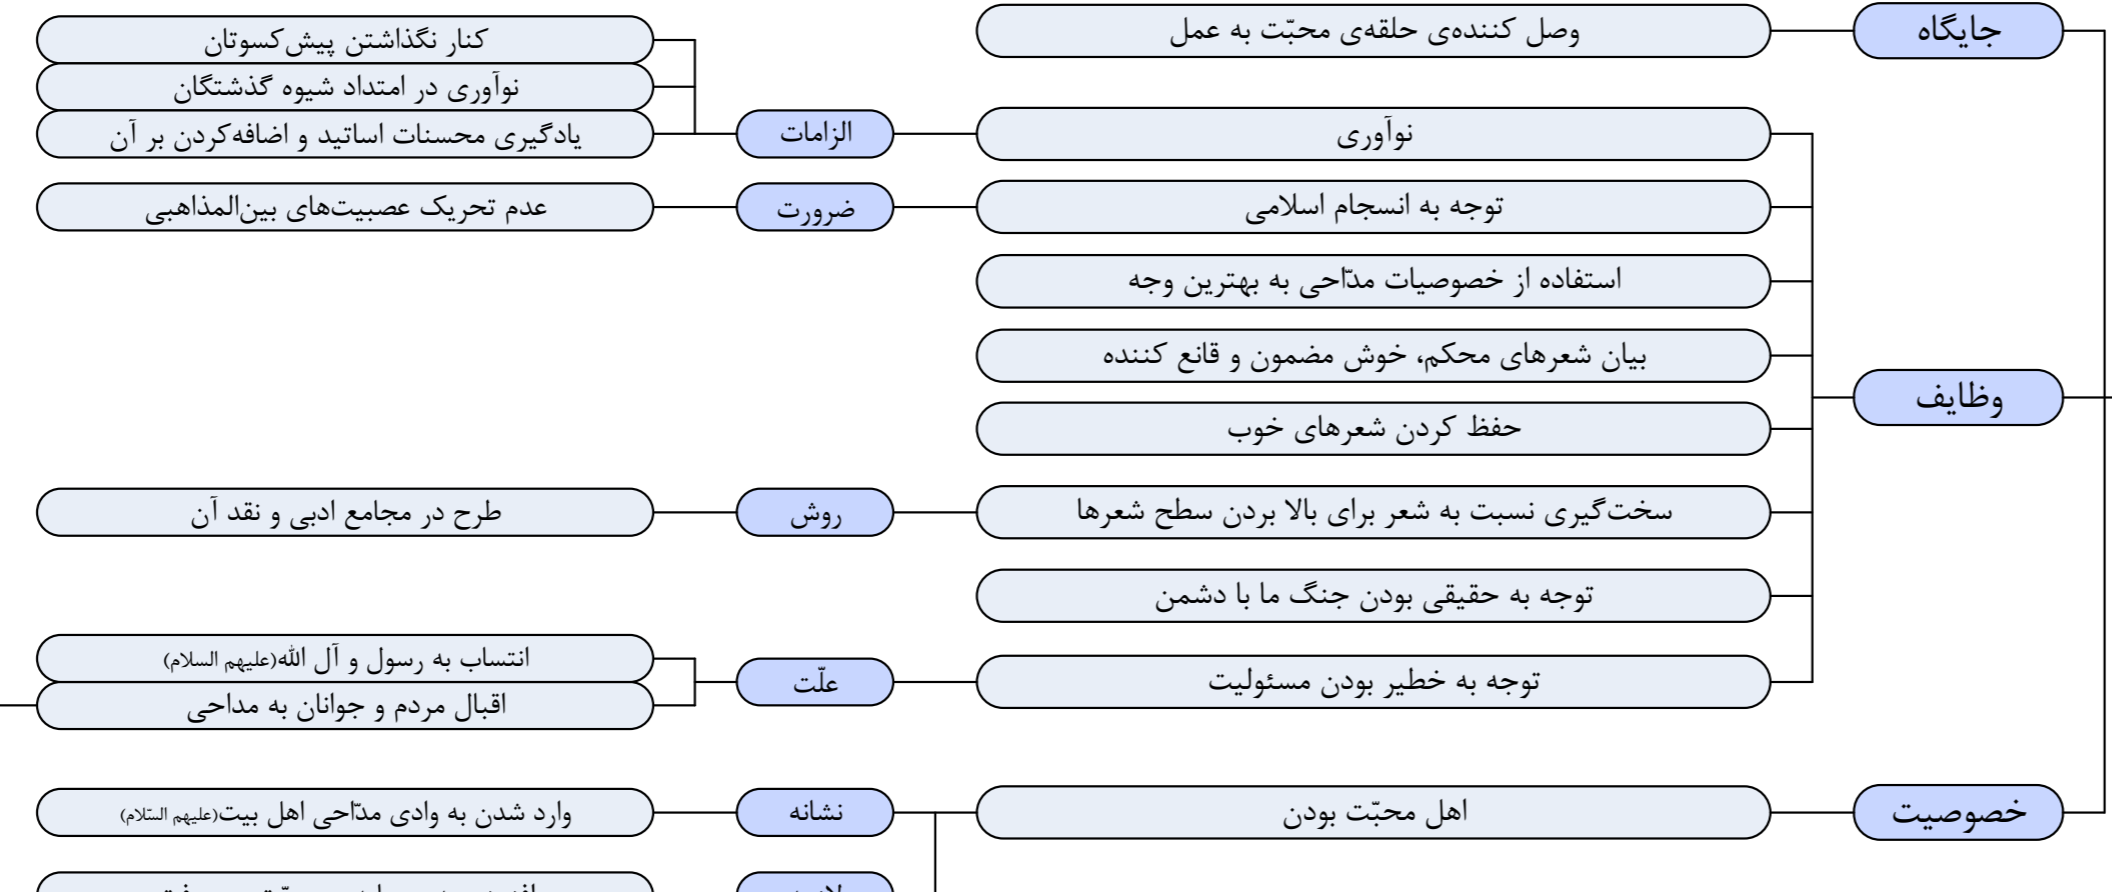 جایگاه
وصل کننده‌ی حلقه‌ی محبّت به عمل
وظایف
نوآوری
الزامات
کنار نگذاشتن پیش‌کسوتان
نوآوری در امتداد شیوه گذشتگان
یادگیری محسنات اساتید و اضافه‌کردن بر آن
توجه به انسجام اسلامی
ضرورت
عدم تحریک عصبیت‌های بین‌المذاهبی
استفاده از خصوصیات مدّاحی به بهترین وجه
بیان شعرهای محکم، خوش مضمون و قانع کننده
حفظ کردن شعرهای خوب
سخت‌گیری نسبت به شعر برای بالا بردن سطح شعرها
روش
طرح در مجامع ادبی و نقد آن
توجه به حقیقی بودن جنگ ما با دشمن
توجه به خطیر بودن مسئولیت
علّت
انتساب به رسول و آل الله(علیهم السلام)
اقبال مردم و جوانان به مداحی
خصوصیت
اهل محبّت بودن
نشانه
وارد شدن به وادی مدّاحی اهل بیت(علیهم السّلام)